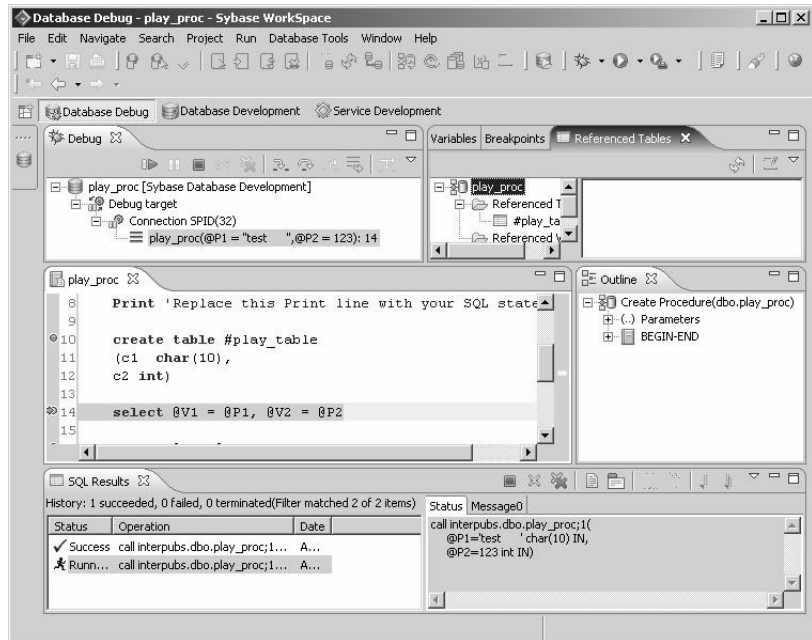 Database Debug - play_proc - Sybase WorkSpace
File Edit Navigate Search Project Run Database Tools Window Help
Database Debug Database Development Service Development
Debug
play_proc [Sybase Database Development]
Debug target
Connection SPID(32)
play_proc(@P1 = "test ",@P2 = 123): 14
Variables Breakpoints Referenced Tables
play_proc
Referenced T
#play_ta
Referenced V
play_proc
8 Print 'Replace this Print line with your SQL state
9
10 create table #play_table
11 (c1 char(10),
12 c2 int)
13
14 select @V1 = @P1, @V2 = @P2
15
Outline
Create Procedure(dbo.play_proc)
(..) Parameters
BEGIN-END
SQL Results
History: 1 succeeded, 0 failed, 0 terminated(Filter matched 2 of 2 items)
Status Operation Date
Success call interpubs.dbo.play_proc;1... A...
Runn... call interpubs.dbo.play_proc;1... A...
Status Message0
call interpubs.dbo.play_proc;1(
@P1='test ' char(10) IN,
@P2=123 int IN)